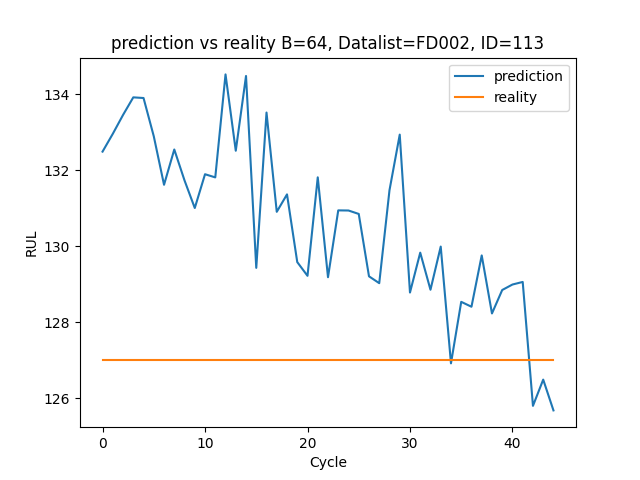 prediction vs reality B=64, Datalist=FD002, ID=113
prediction
reality
134
132
130
128
126
RUL
0 10 20 30 40
Cycle